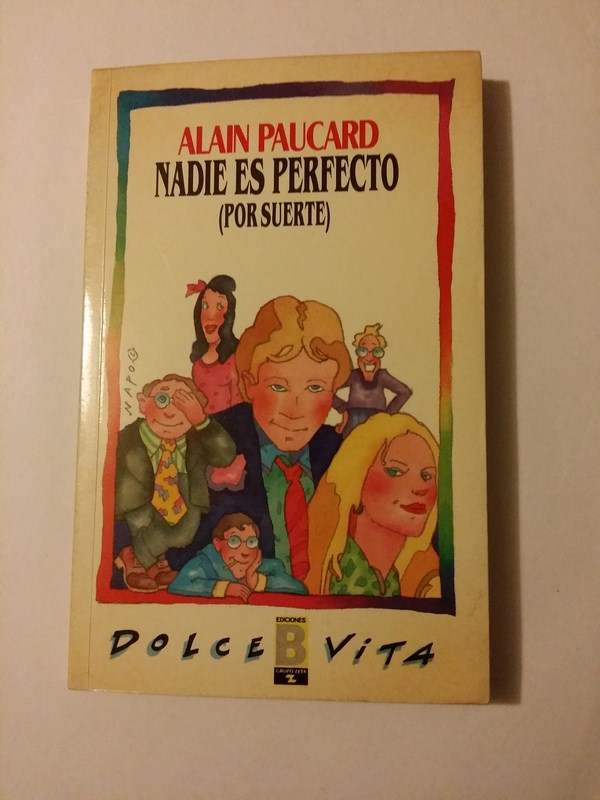 ALAIN PAUCARD
NADIE ES PERFECTO
(POR SUERTE)
NAPO©
EDICIONES
DOLCE B VITA
GRUPO ZETA
Z